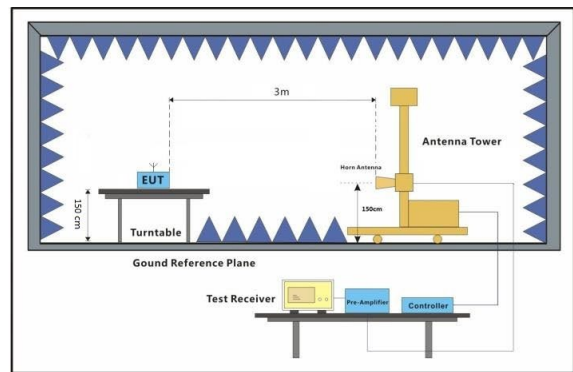 3m
Antenna Tower
Horn Antenna
EUT
150 cm
150cm
Turntable
Gound Reference Plane
Test Receiver
Pre-Amplifier
Controller